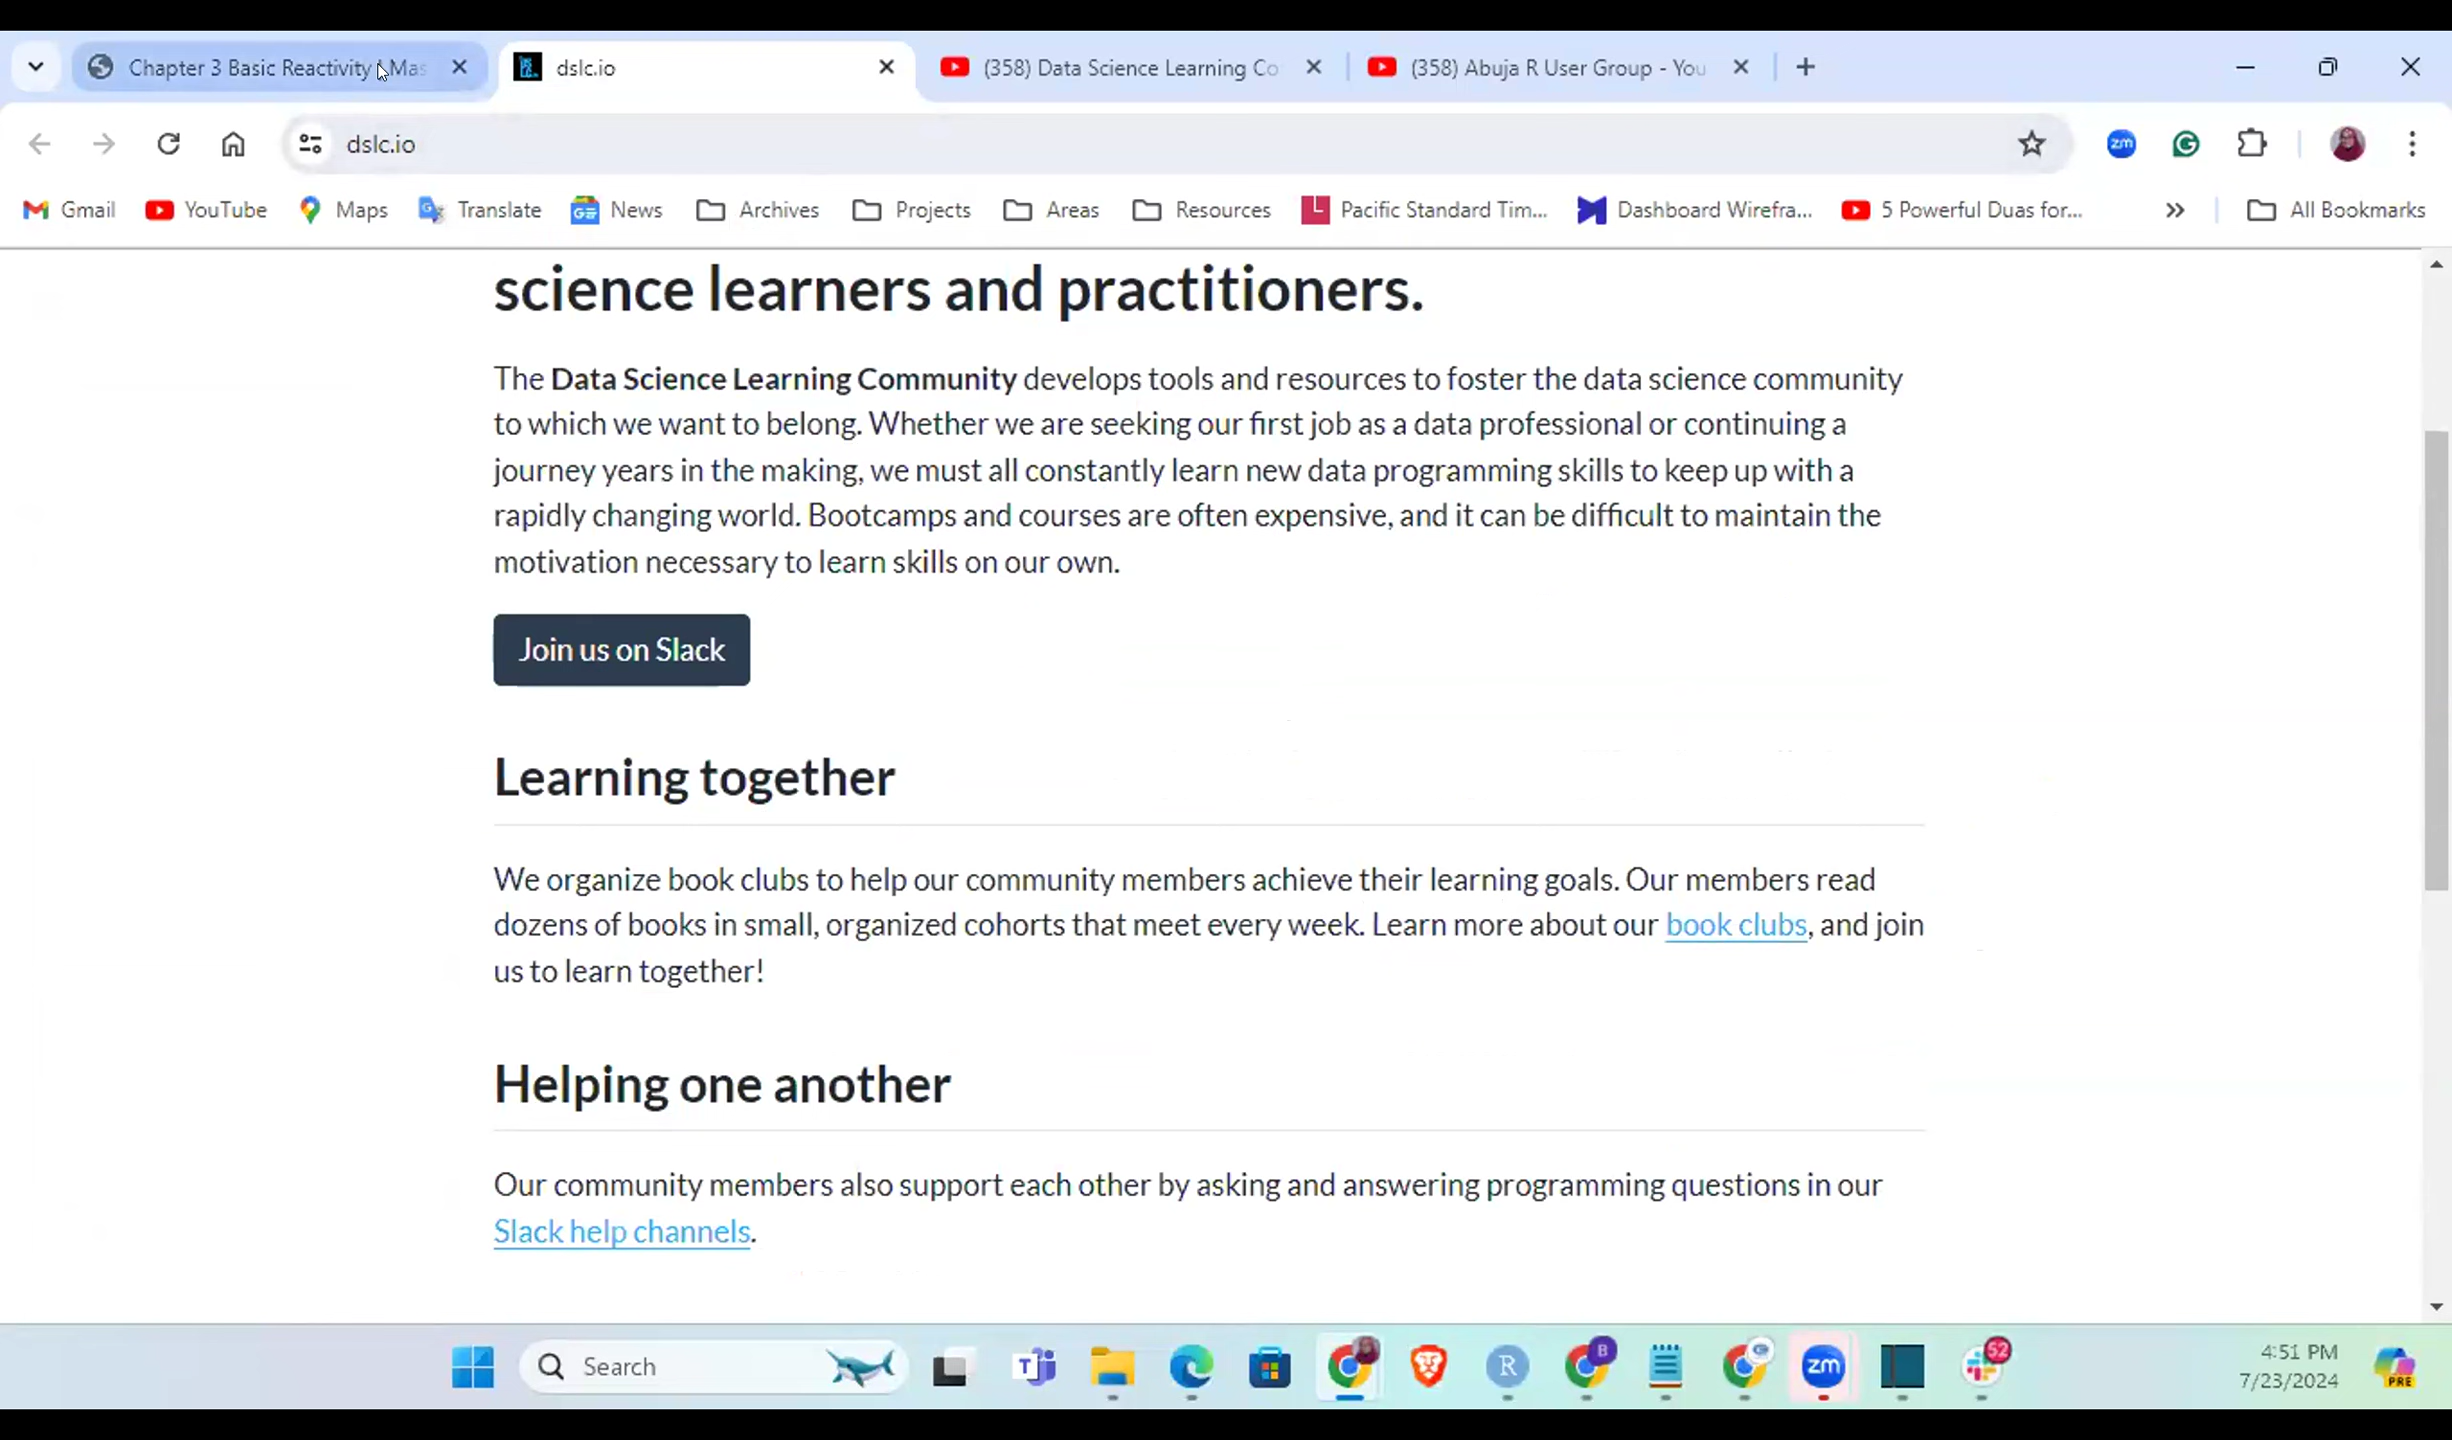 Chapter 3 Basic Reactivity | Mas
dslc.io
(358) Data Science Learning Co
(358) Abuja R User Group - You
dslc.io
zm
Gmail
YouTube
Maps
Translate
News
Archives
Projects
Areas
Resources
Pacific Standard Tim...
Dashboard Wirefra...
5 Powerful Duas for...
All Bookmarks
science learners and practitioners.
The Data Science Learning Community develops tools and resources to foster the data science community
to which we want to belong. Whether we are seeking our first job as a data professional or continuing a
journey years in the making, we must all constantly learn new data programming skills to keep up with a
rapidly changing world. Bootcamps and courses are often expensive, and it can be difficult to maintain the
motivation necessary to learn skills on our own.
Join us on Slack
Learning together
We organize book clubs to help our community members achieve their learning goals. Our members read
dozens of books in small, organized cohorts that meet every week. Learn more about our book clubs, and join
us to learn together!
Helping one another
Our community members also support each other by asking and answering programming questions in our
Slack help channels.
Search
R
B
zm
52
4:51 PM
7/23/2024
PRE